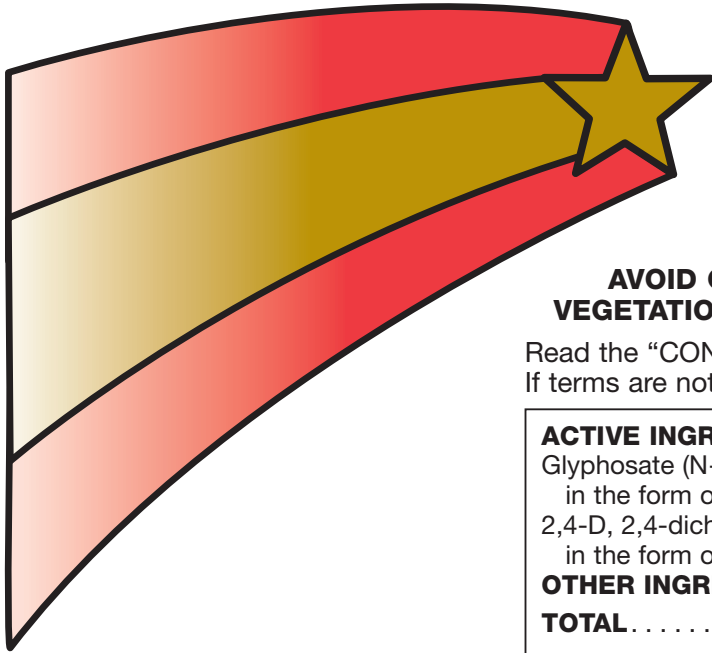 AVOID
VEGETATIO
Read the “CON
If terms are not
ACTIVE INGR
Glyphosate (N-
in the form o
2,4-D, 2,4-dich
in the form o
OTHER INGR
TOTAL . . . . . .